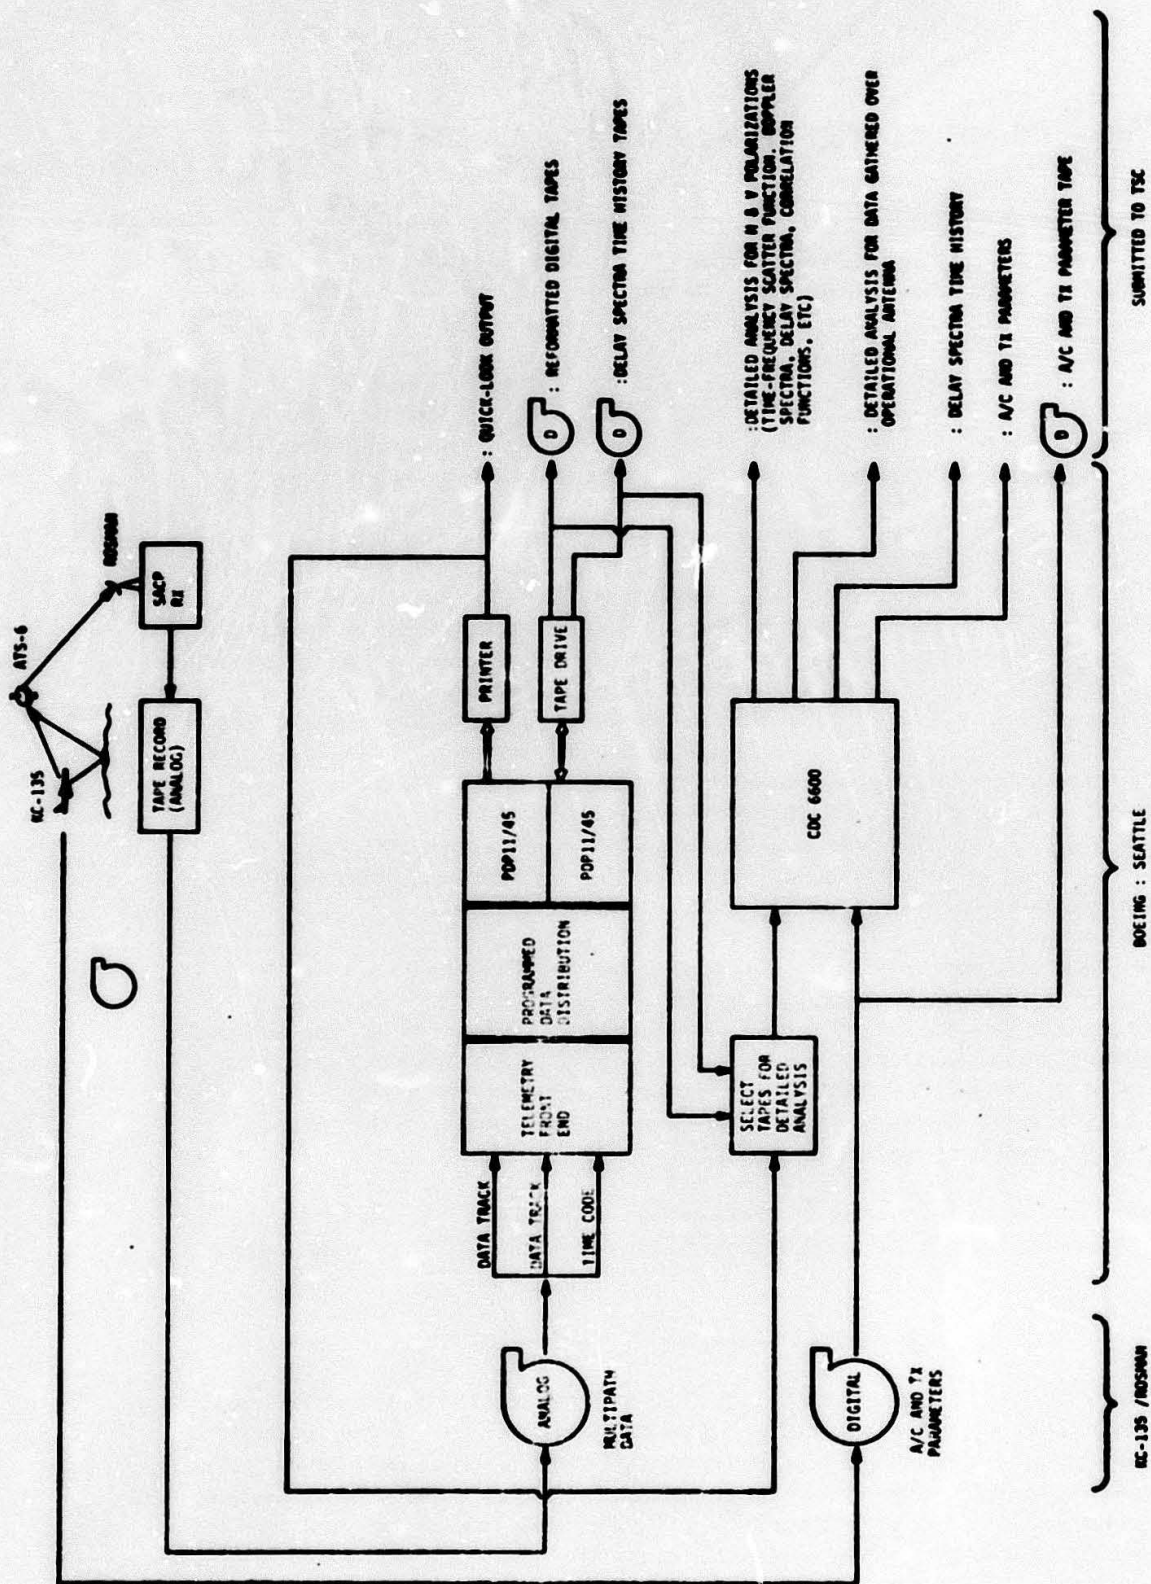 KC-135
ATS-6
ROSMAN
TAPE RECORD
(ANALOG)
SACP
RX
DATA TRACK
DATA TRACK
TIME CODE
TELEMETRY
FRONT
END
PROGRAMMED
DATA
DISTRIBUTION
PDP11/45
PDP11/45
PRINTER
TAPE DRIVE
: QUICK-LOOK OUTPUT
D
: REFORMATTED DIGITAL TAPES
D
:DELAY SPECTRA TIME HISTORY TAPES
ANALOG
MULTIPATH
DATA
SELECT
TAPES FOR
DETAILED
ANALYSIS
CDC 6600
:DETAILED ANALYSIS FOR H & V POLARIZATIONS
(TIME-FREQUENCY SCATTER FUNCTION. DOPPLER
SPECTRA, DELAY SPECTRA, CORRELATION
FUNCTIONS, ETC)
: DETAILED ANALYSIS FOR DATA GATHERED OVER
OPERATIONAL ANTENNA
: DELAY SPECTRA TIME HISTORY
: A/C AND TX PARAMETERS
D
: A/C AND TX PARAMETER TAPE
DIGITAL
A/C AND TX
PARAMETERS
KC-135 /ROSMAN
BOEING : SEATTLE
SUBMITTED TO TSC